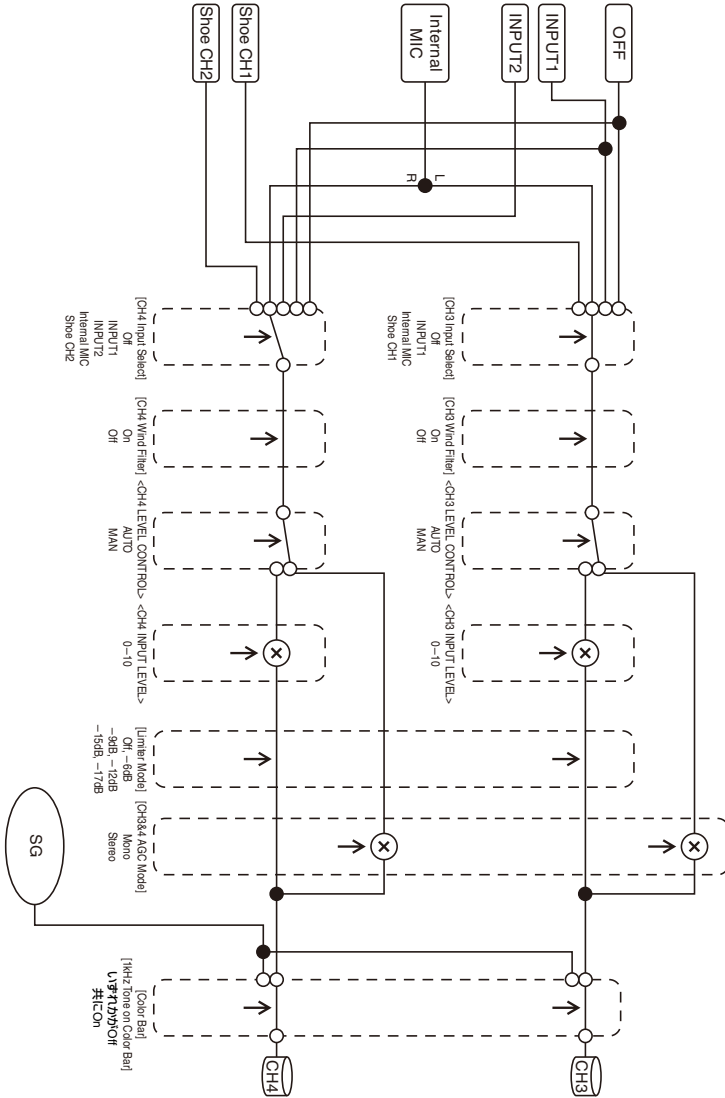 OFF
INPUT1
INPUT2
Internal
MIC
L
R
Shoe CH1
Shoe CH2
[CH3 Input Select]
Off
INPUT1
Internal MIC
Shoe CH1
[CH3 Wind Filter]
On
Off
<CH3 LEVEL CONTROL>
AUTO
MAN
<CH3 INPUT LEVEL>
0–10
CH3
[CH4 Input Select]
Off
INPUT1
INPUT2
Internal MIC
Shoe CH2
[CH4 Wind Filter]
On
Off
<CH4 LEVEL CONTROL>
AUTO
MAN
<CH4 INPUT LEVEL>
0–10
[Limiter Mode]
Off, −6dB
−9dB, −12dB
−15dB, −17dB
[CH3&4 AGC Mode]
Mono
Stereo
[Color Bar]
[1kHz Tone on Color Bar]
いずれかがOff
共にOn
CH4
SG